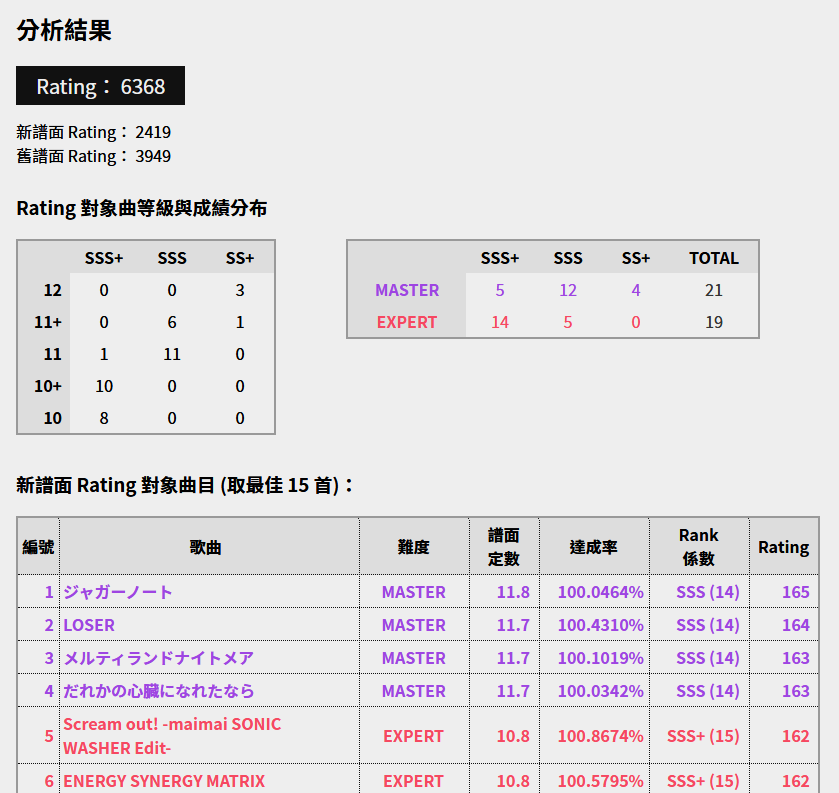 分析結果
Rating： 6368
新譜面 Rating： 2419
舊譜面 Rating： 3949
Rating 對象曲等級與成績分布
SSS+ SSS SS+
12 0 0 3
11+ 0 6 1
11 1 11 0
10+ 10 0 0
10 8 0 0
SSS+ SSS SS+ TOTAL
MASTER 5 12 4 21
EXPERT 14 5 0 19
新譜面 Rating 對象曲目 (取最佳 15 首)：
編號 歌曲 難度 譜面定數 達成率 Rank係數 Rating
1 ジャガーノート MASTER 11.8 100.0464% SSS (14) 165
2 LOSER MASTER 11.7 100.4310% SSS (14) 164
3 メルティランドナイトメア MASTER 11.7 100.1019% SSS (14) 163
4 だれかの心臓になれたなら MASTER 11.7 100.0342% SSS (14) 163
5 Scream out! -maimai SONIC WASHER Edit- EXPERT 10.8 100.8674% SSS+ (15) 162
6 ENERGY SYNERGY MATRIX EXPERT 10.8 100.5795% SSS+ (15) 162